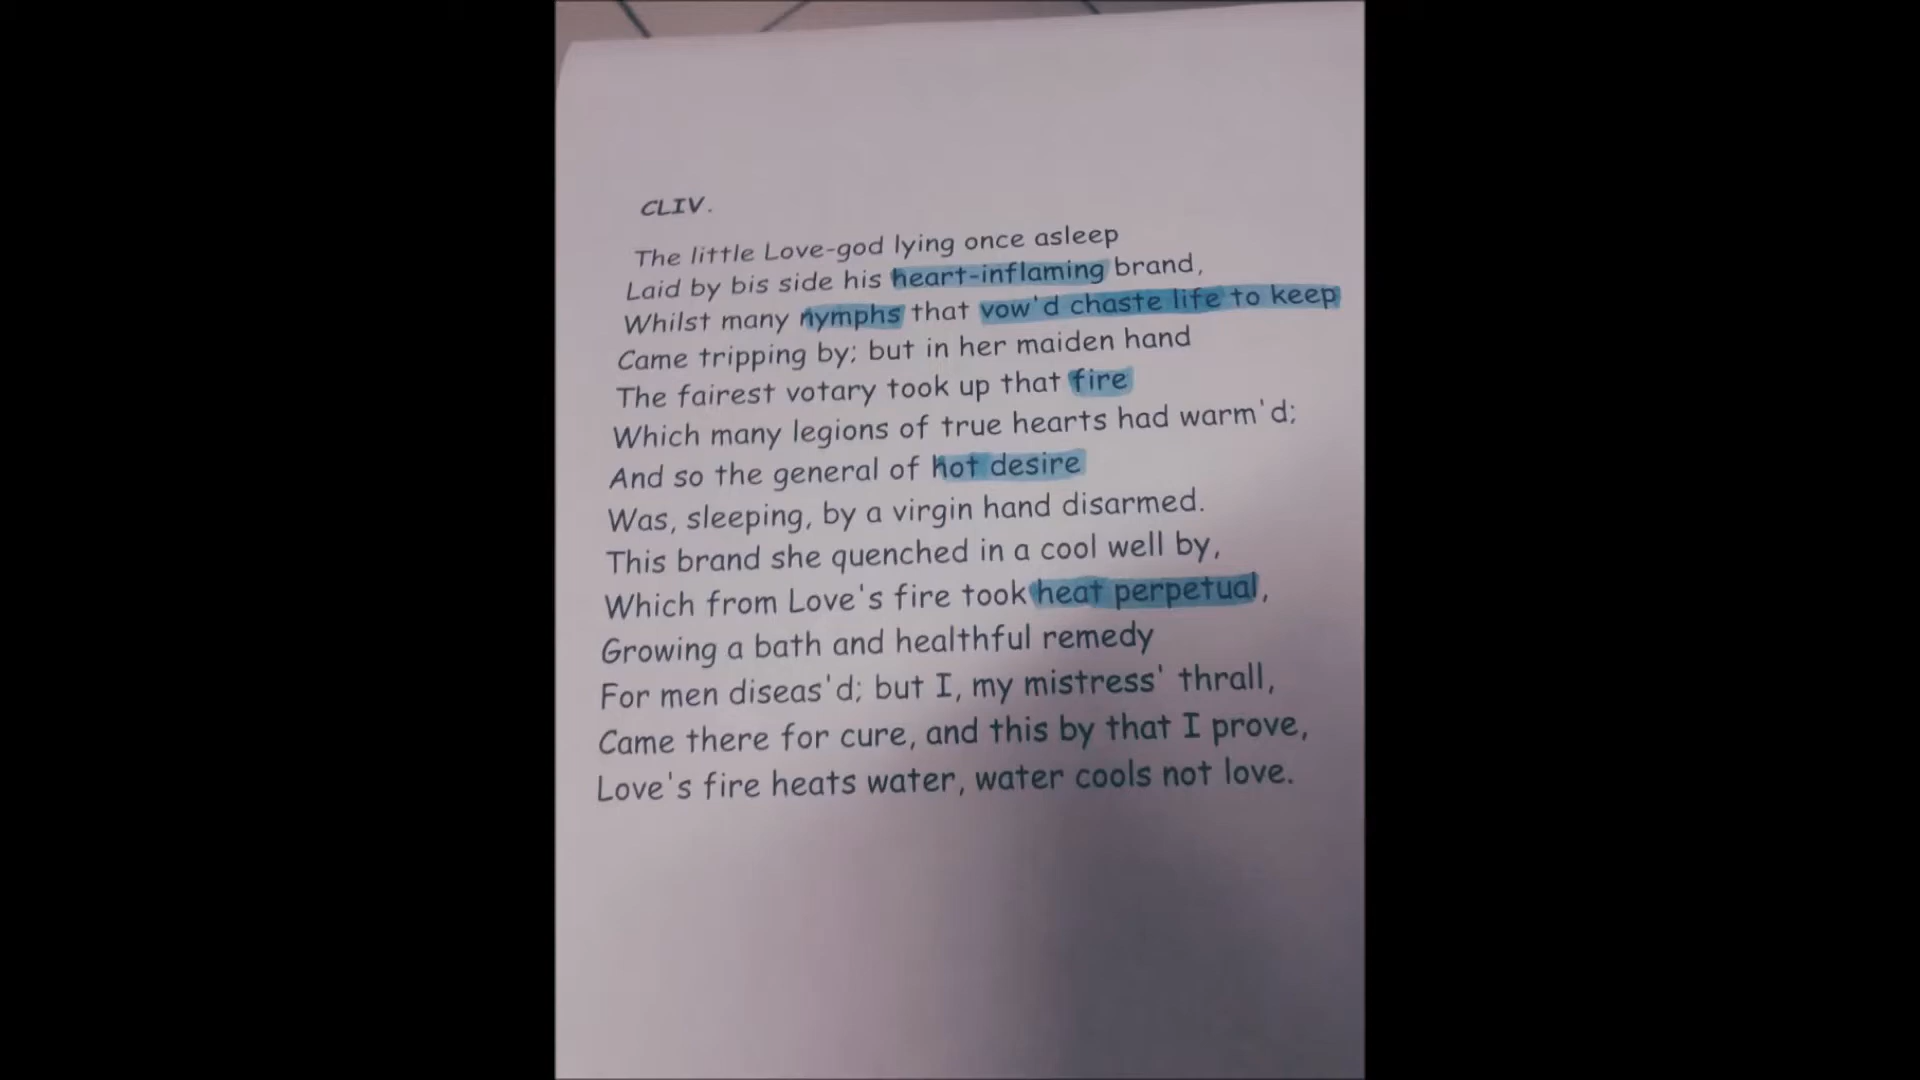 CLIV.
The little Love-god lying once asleep
Laid by bis side his heart-inflaming brand,
Whilst many nymphs that vow'd chaste life to keep
Came tripping by; but in her maiden hand
The fairest votary took up that fire
Which many legions of true hearts had warm'd;
And so the general of hot desire
Was, sleeping, by a virgin hand disarmed.
This brand she quenched in a cool well by,
Which from Love's fire took heat perpetual,
Growing a bath and healthful remedy
For men diseas'd; but I, my mistress' thrall,
Came there for cure, and this by that I prove,
Love's fire heats water, water cools not love.